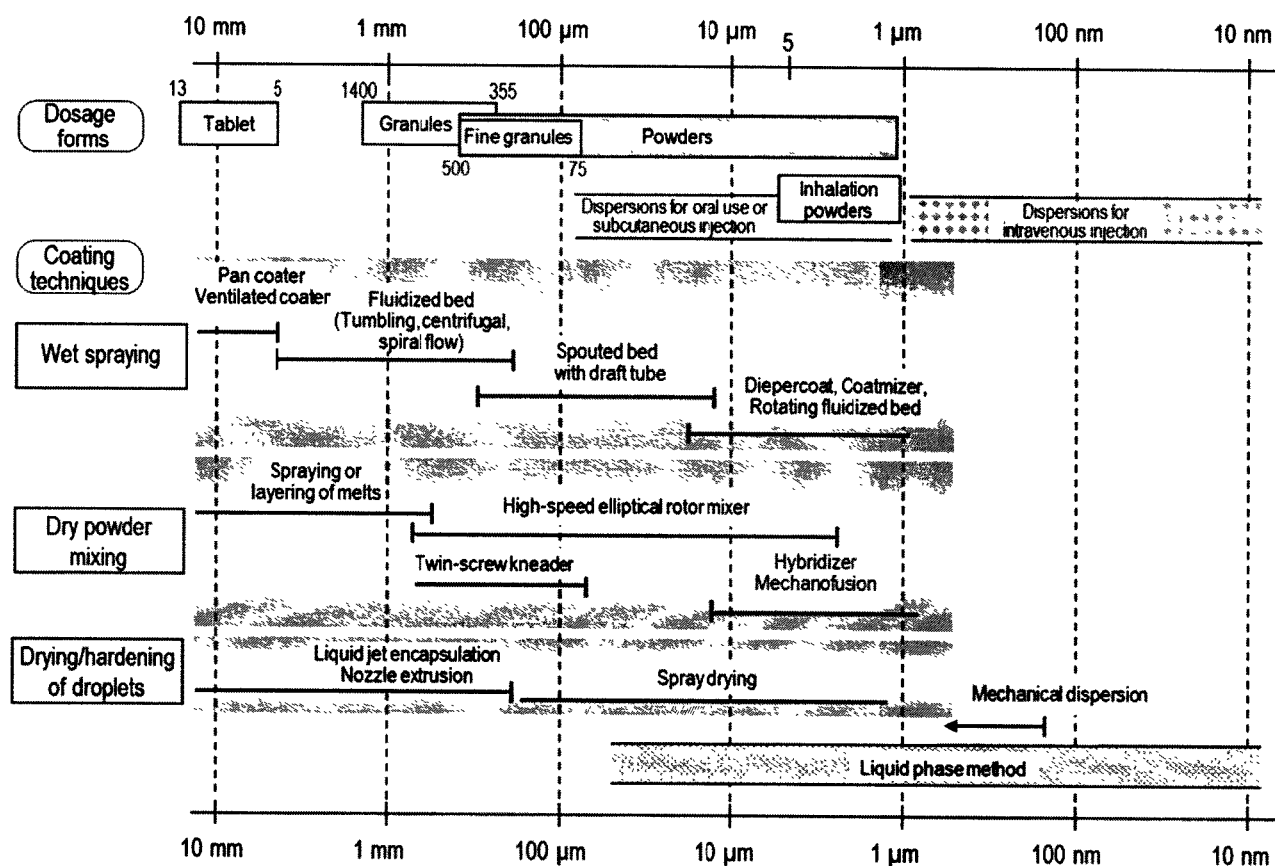 10 mm
1 mm
100 µm
10 µm
5
1 µm
100 nm
10 nm
13
5
1400
355
Dosage
forms
Tablet
Granules
Fine granules
Powders
500
75
Inhalation
powders
Dispersions for oral use or
subcutaneous injection
Dispersions for
intravenous injection
Coating
techniques
Pan coater
Ventilated coater
Fluidized bed
(Tumbling, centrifugal,
spiral flow)
Wet spraying
Spouted bed
with draft tube
Diepercoat, Coatmizer,
Rotating fluidized bed
Spraying or
layering of melts
High-speed elliptical rotor mixer
Dry powder
mixing
Twin-screw kneader
Hybridizer
Mechanofusion
Drying/hardening
of droplets
Liquid jet encapsulation
Nozzle extrusion
Spray drying
Mechanical dispersion
Liquid phase method
10 mm
1 mm
100 µm
10 µm
1 µm
100 nm
10 nm